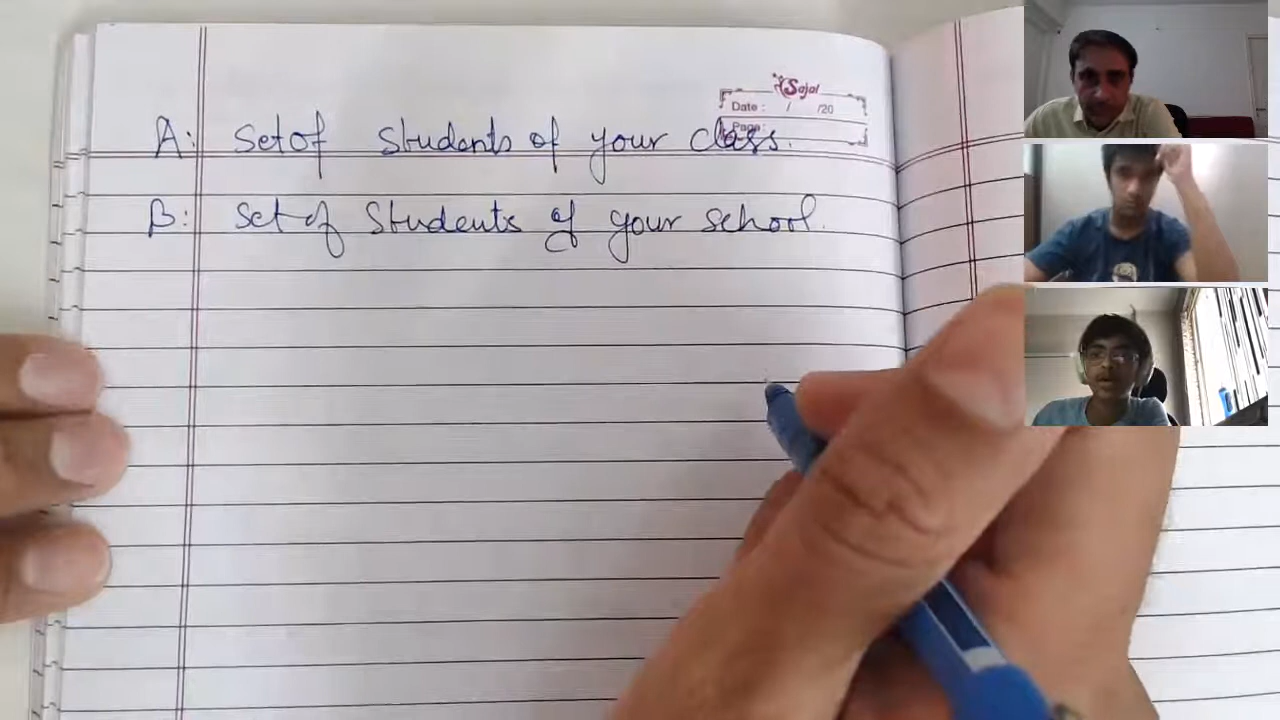 Sajal
Date : / /20
Page:
A: Set of Students of your class.
B: Set of Students of your school.